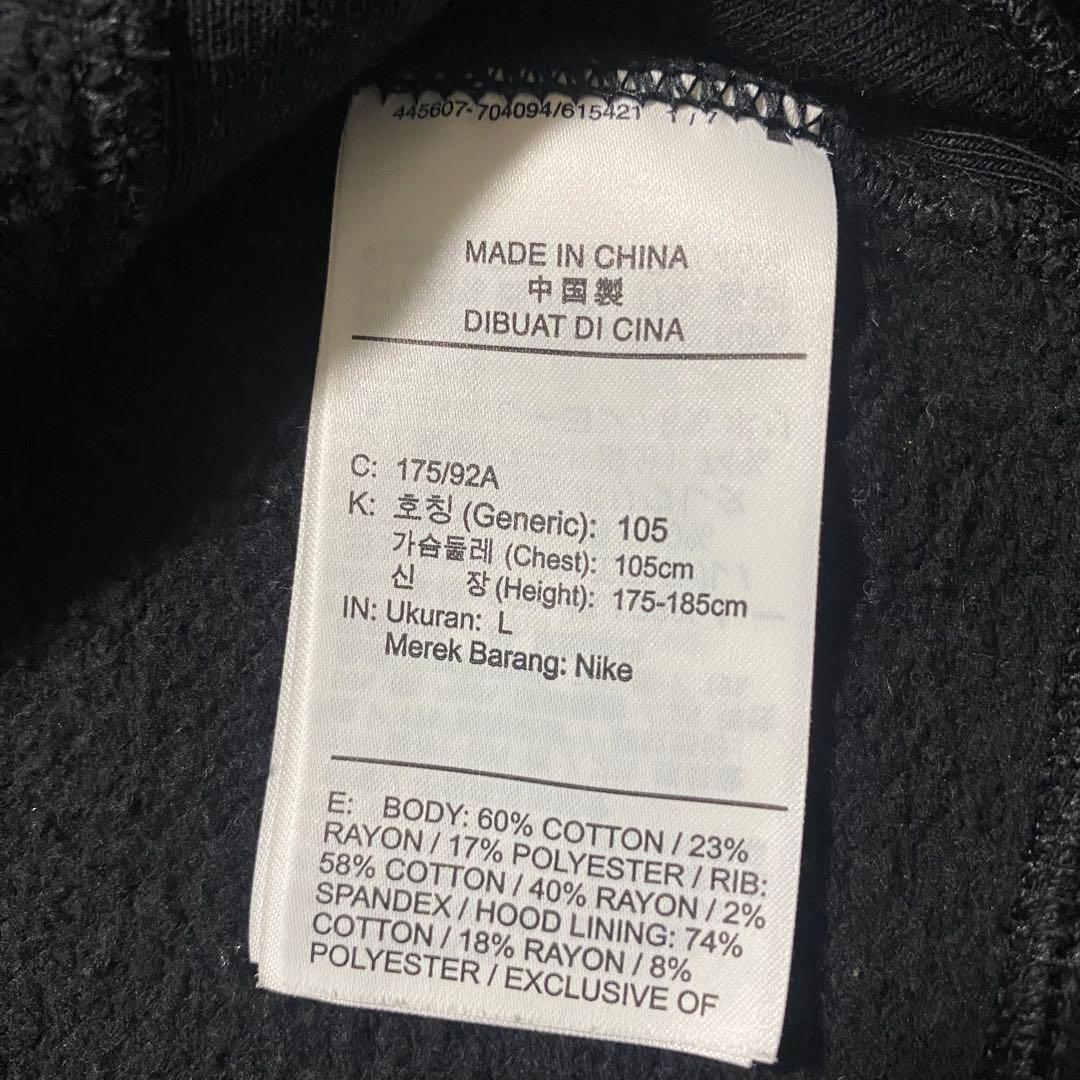 445607-704094/615421 1/7
MADE IN CHINA
中国製
DIBUAT DI CINA
C: 175/92A
K: 호칭 (Generic): 105
가슴둘레 (Chest): 105cm
신 장 (Height): 175-185cm
IN: Ukuran: L
Merek Barang: Nike
E: BODY: 60% COTTON / 23%
RAYON / 17% POLYESTER / RIB:
58% COTTON / 40% RAYON / 2%
SPANDEX / HOOD LINING: 74%
COTTON / 18% RAYON / 8%
POLYESTER / EXCLUSIVE OF